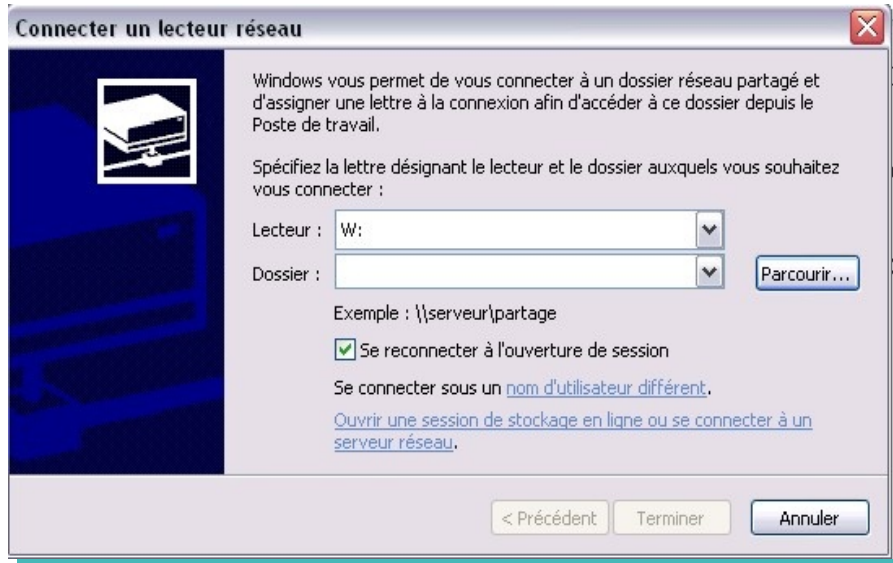 Connecter un lecteur réseau
Windows vous permet de vous connecter à un dossier réseau partagé et
d'assigner une lettre à la connexion afin d'accéder à ce dossier depuis le
Poste de travail.
Spécifiez la lettre désignant le lecteur et le dossier auxquels vous souhaitez
vous connecter :
Lecteur : W:
Dossier : Parcourir...
Exemple : \\serveur\partage
Se reconnecter à l'ouverture de session
Se connecter sous un nom d'utilisateur différent.
Ouvrir une session de stockage en ligne ou se connecter à un
serveur réseau.
< Précédent Terminer Annuler